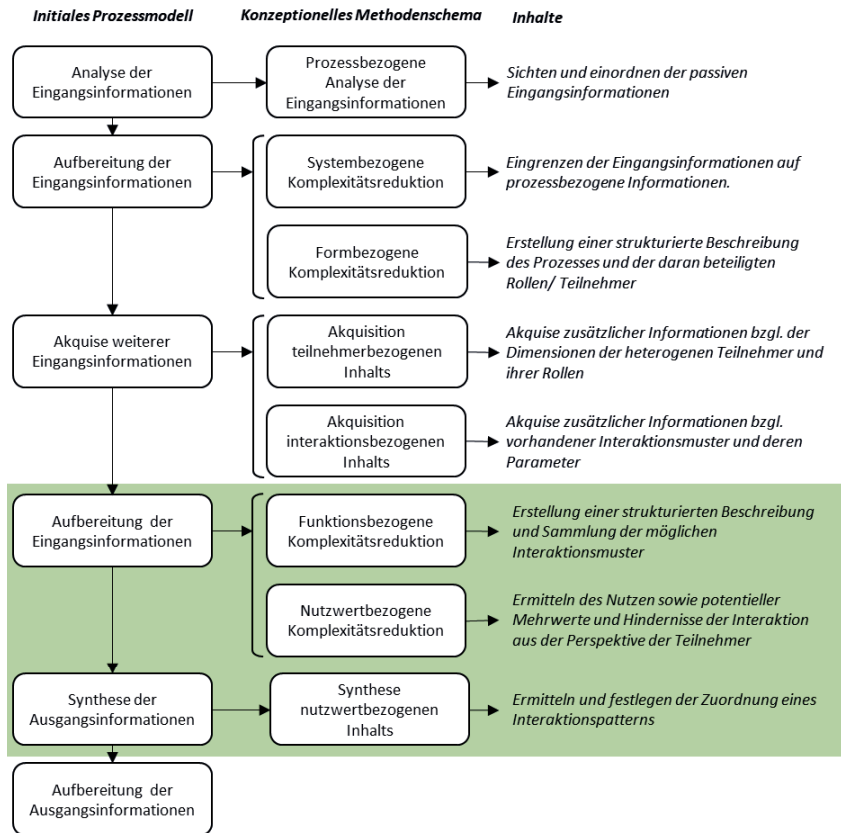 Initiales Prozessmodell
Konzeptionelles Methodenschema
Inhalte
Analyse der
Eingangsinformationen
Prozessbezogene
Analyse der
Eingangsinformationen
Sichten und einordnen der passiven
Eingangsinformationen
Aufbereitung der
Eingangsinformationen
Systembezogene
Komplexitätsreduktion
Eingrenzen der Eingangsinformationen auf
prozessbezogene Informationen.
Formbezogene
Komplexitätsreduktion
Erstellung einer strukturierte Beschreibung
des Prozesses und der daran beteiligten
Rollen/ Teilnehmer
Akquise weiterer
Eingangsinformationen
Akquisition
teilnehmerbezogenen
Inhalts
Akquise zusätzlicher Informationen bzgl. der
Dimensionen der heterogenen Teilnehmer und
ihrer Rollen
Akquisition
interaktionsbezogenen
Inhalts
Akquise zusätzlicher Informationen bzgl.
vorhandener Interaktionsmuster und deren
Parameter
Aufbereitung der
Eingangsinformationen
Funktionsbezogene
Komplexitätsreduktion
Erstellung einer strukturierten Beschreibung
und Sammlung der möglichen
Interaktionsmuster
Nutzwertbezogene
Komplexitätsreduktion
Ermitteln des Nutzen sowie potentieller
Mehrwerte und Hindernisse der Interaktion
aus der Perspektive der Teilnehmer
Synthese der
Ausgangsinformationen
Synthese
nutzwertbezogenen
Inhalts
Ermitteln und festlegen der Zuordnung eines
Interaktionspatterns
Aufbereitung der
Ausgangsinformationen